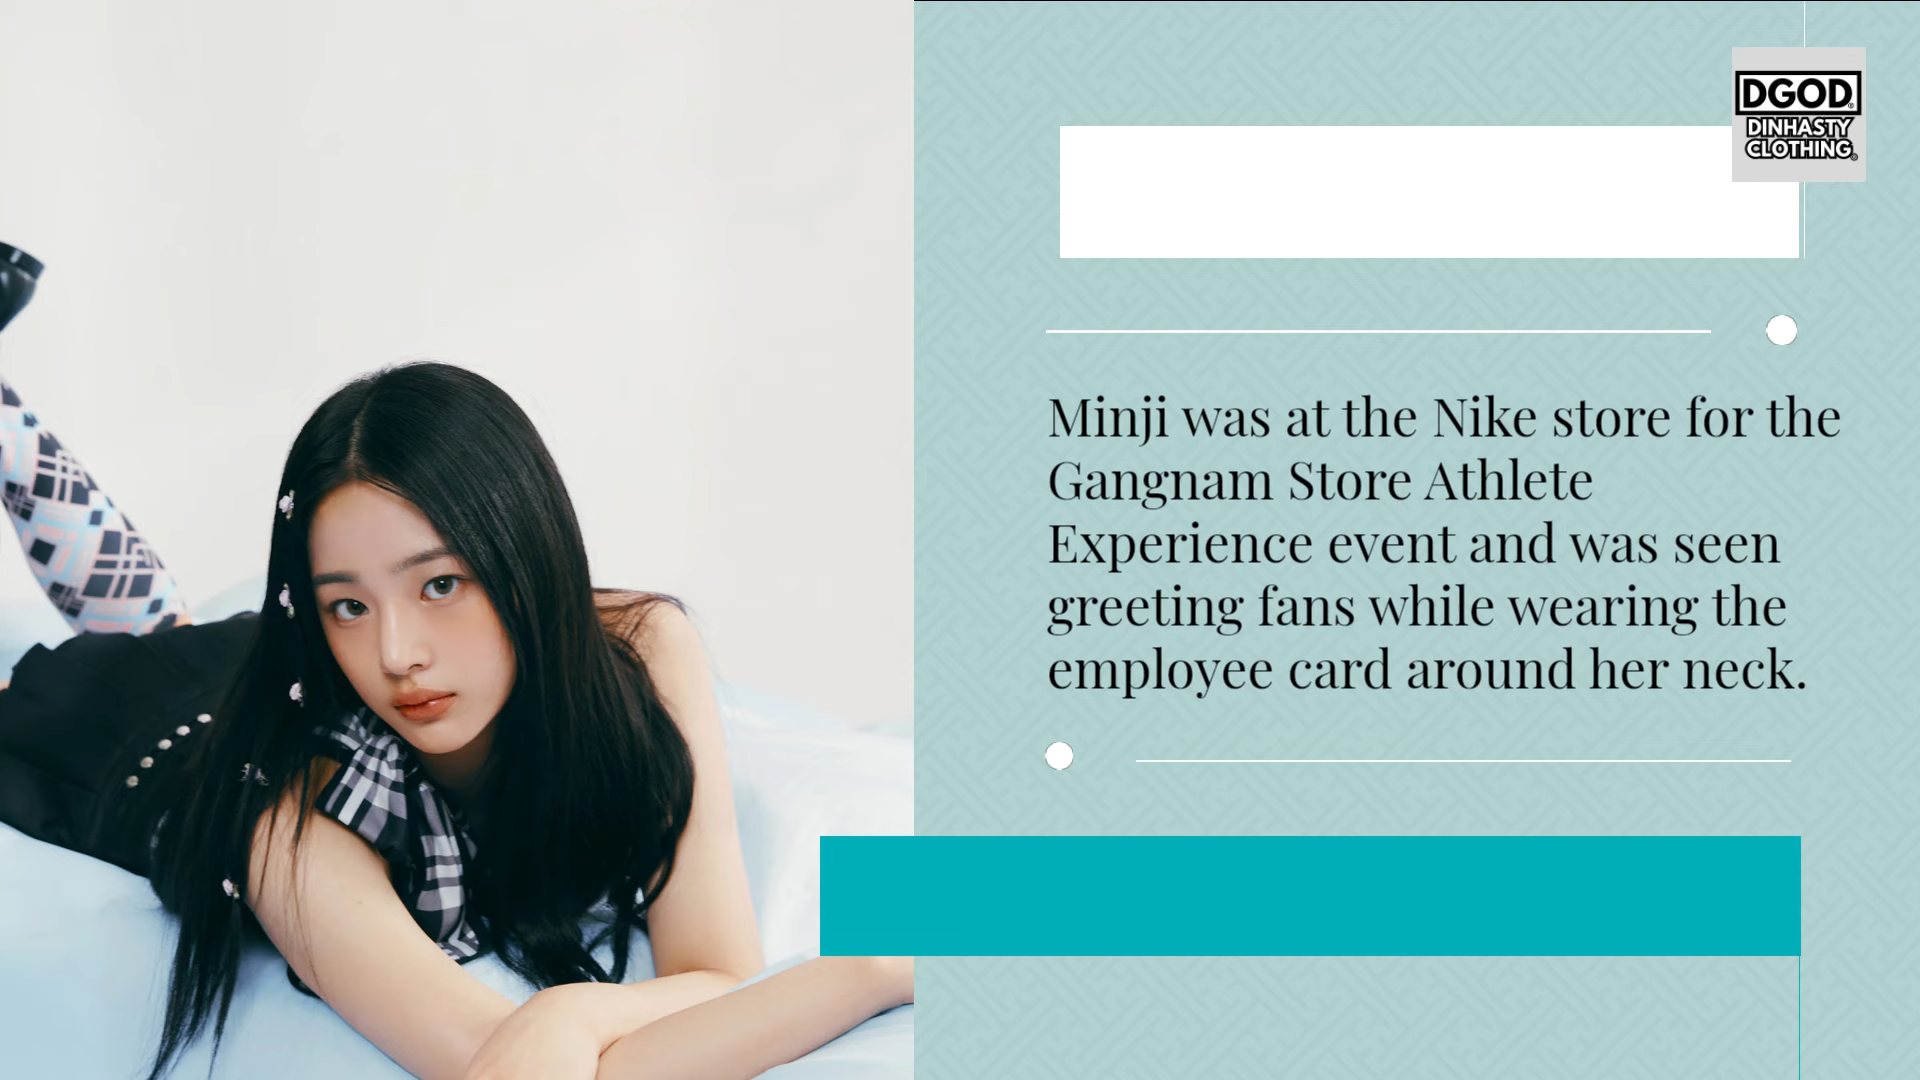 DGOD
DINHASTY
CLOTHING
Minji was at the Nike store for the
Gangnam Store Athlete
Experience event and was seen
greeting fans while wearing the
employee card around her neck.